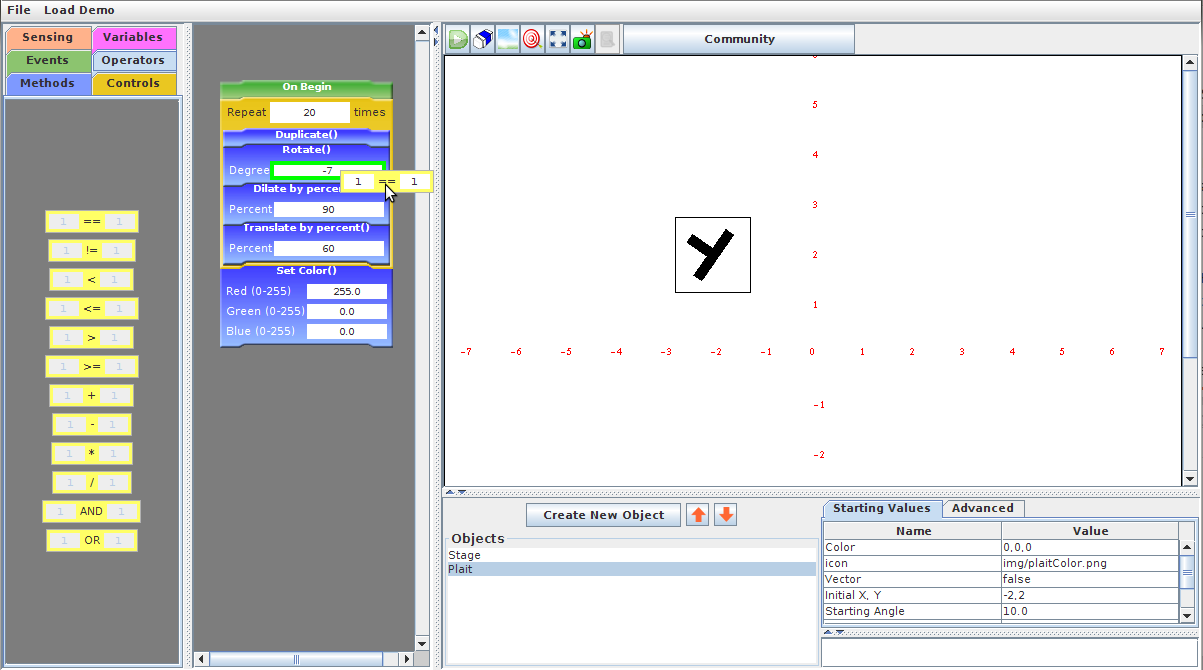 File Load Demo
Sensing Variables
Events Operators
Methods Controls
1 == 1
1 != 1
1 < 1
1 <= 1
1 > 1
1 >= 1
1 + 1
1 - 1
1 * 1
1 / 1
1 AND 1
1 OR 1
On Begin
Repeat 20 times
Duplicate()
Rotate()
Degree -7
1 == 1
Dilate by perce
Percent 90
Translate by percent()
Percent 60
Set Color()
Red (0-255) 255.0
Green (0-255) 0.0
Blue (0-255) 0.0
Community
5
4
3
2
1
-7 -6 -5 -4 -3 -2 -1 0 1 2 3 4 5 6 7
-1
-2
Create New Object
Objects
Stage
Plait
Starting Values Advanced
Name Value
Color 0,0,0
icon img/plaitColor.png
Vector false
Initial X, Y -2,2
Starting Angle 10.0